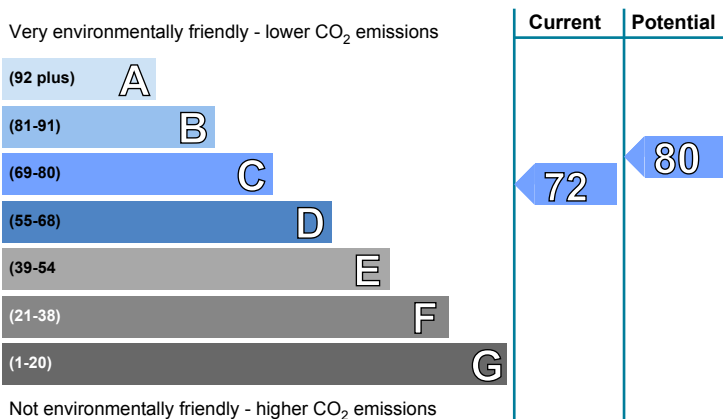 Very environmentally friendly - lower CO2 emissions
Current
Potential
(92 plus) A
(81-91) B
(69-80) C
(55-68) D
(39-54 E
(21-38) F
(1-20) G
72
80
Not environmentally friendly - higher CO2 emissions